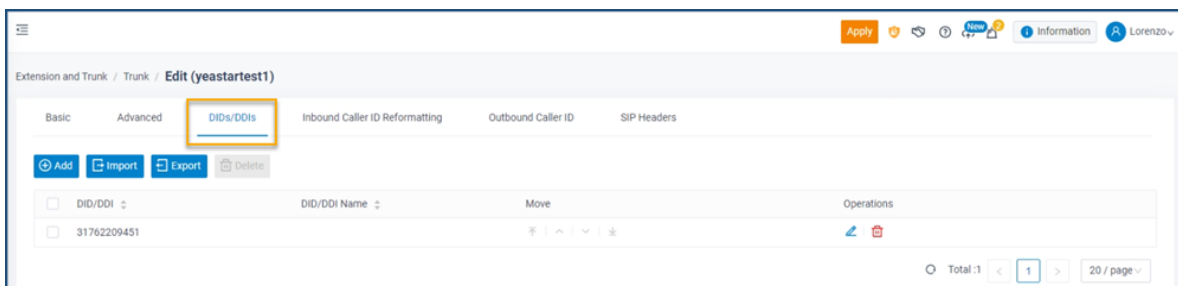 Apply New 2 Information Lorenzo
Extension and Trunk / Trunk / Edit (yeastartest1)
Basic Advanced DIDs/DDIs Inbound Caller ID Reformatting Outbound Caller ID SIP Headers
Add Import Export Delete
DID/DDI DID/DDI Name Move Operations
31762209451
Total :1 < 1 > 20 / page